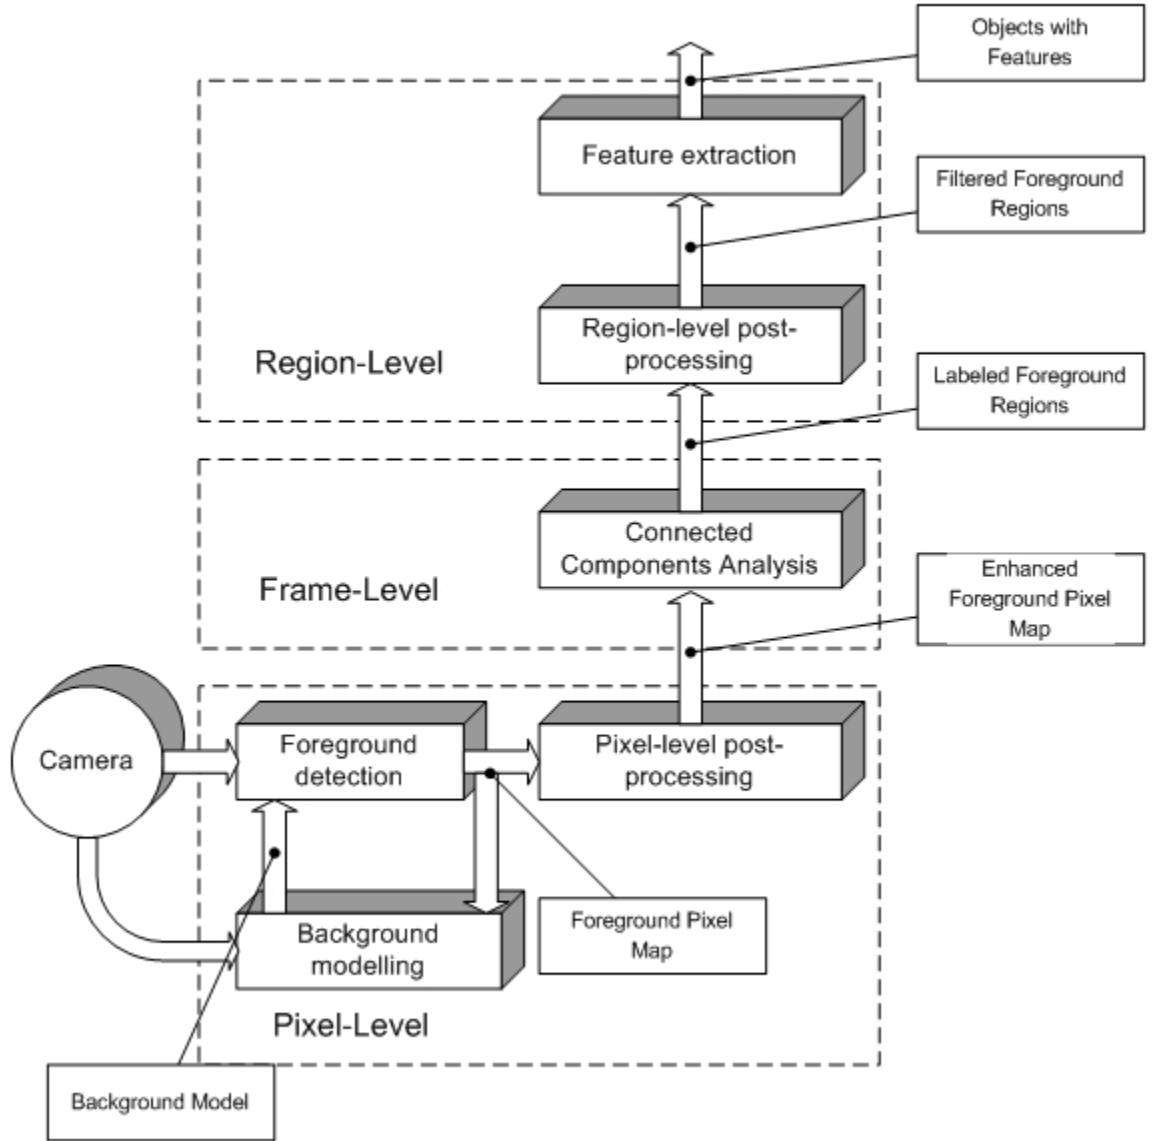 Objects with
Features
Feature extraction
Filtered Foreground
Regions
Region-level post-
processing
Region-Level
Labeled Foreground
Regions
Connected
Components Analysis
Frame-Level
Enhanced
Foreground Pixel
Map
Camera
Foreground
detection
Pixel-level post-
processing
Background
modelling
Foreground Pixel
Map
Pixel-Level
Background Model